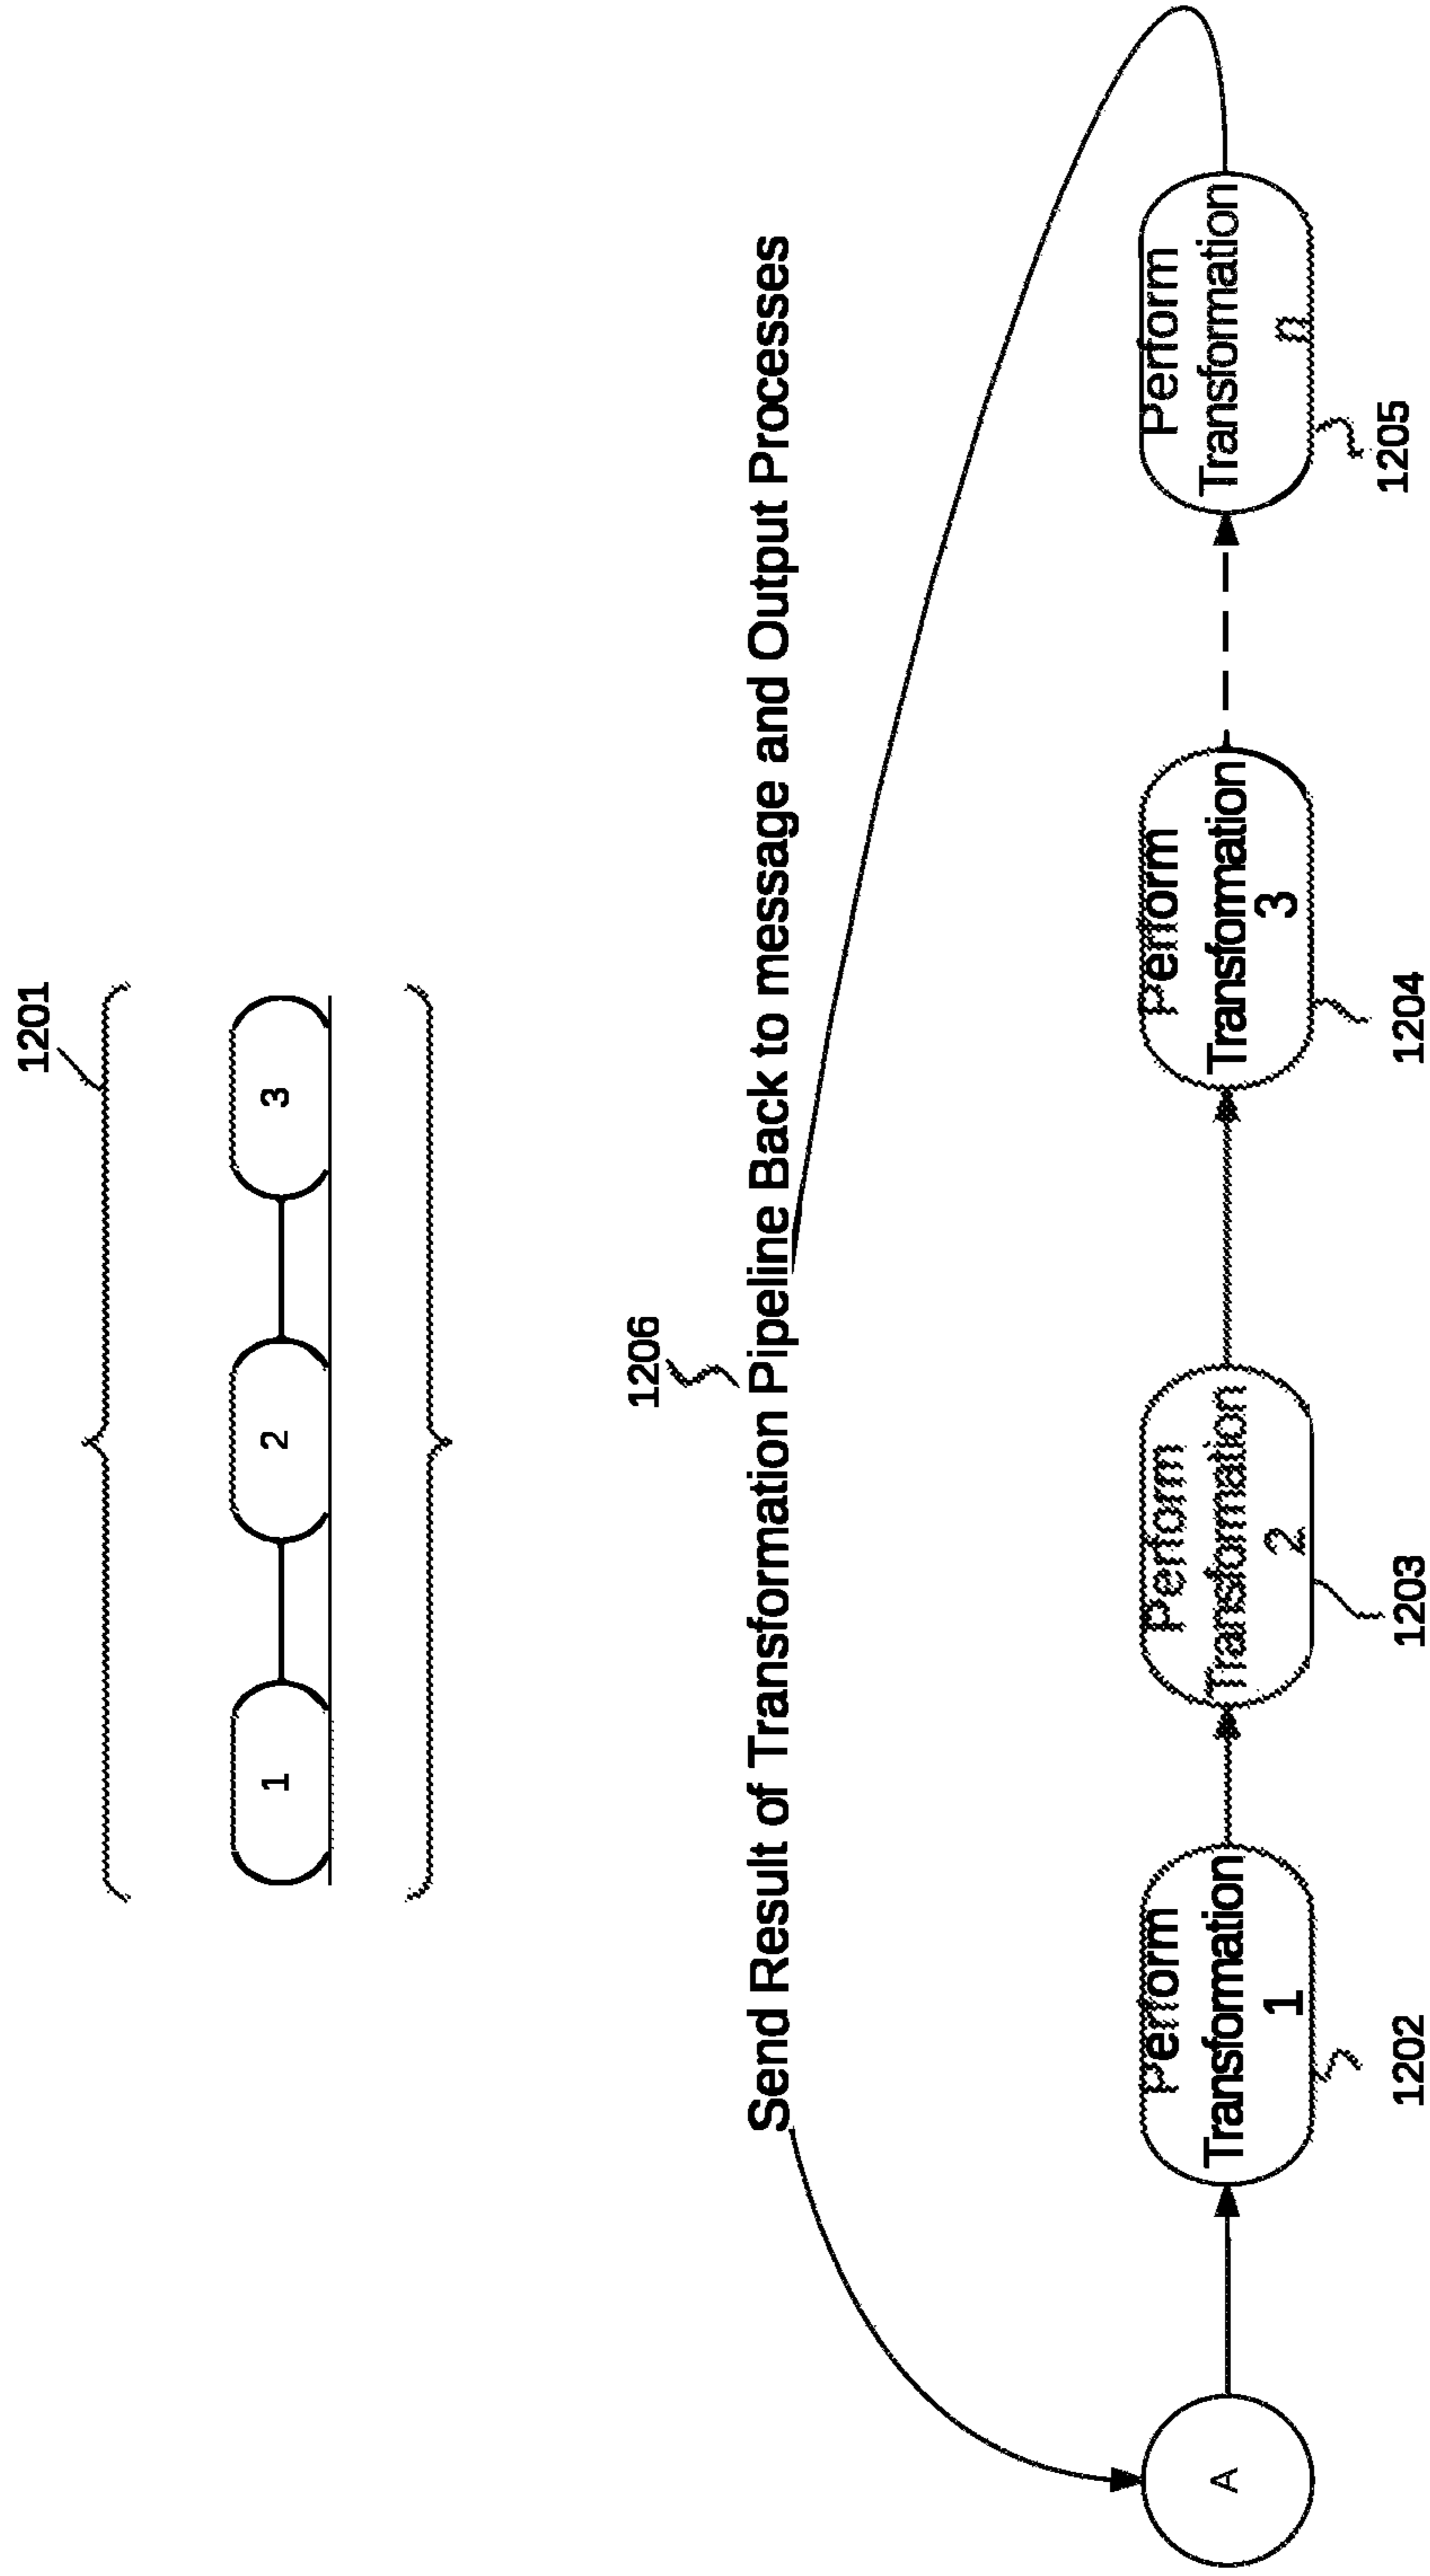 1201
1
2
3
1206
Send Result of Transformation Pipeline Back to message and Output Processes
A
Perform
Transformation
1
1202
Perform
Transformation
2
1203
Perform
Transformation
3
1204
Perform
Transformation
n
1205